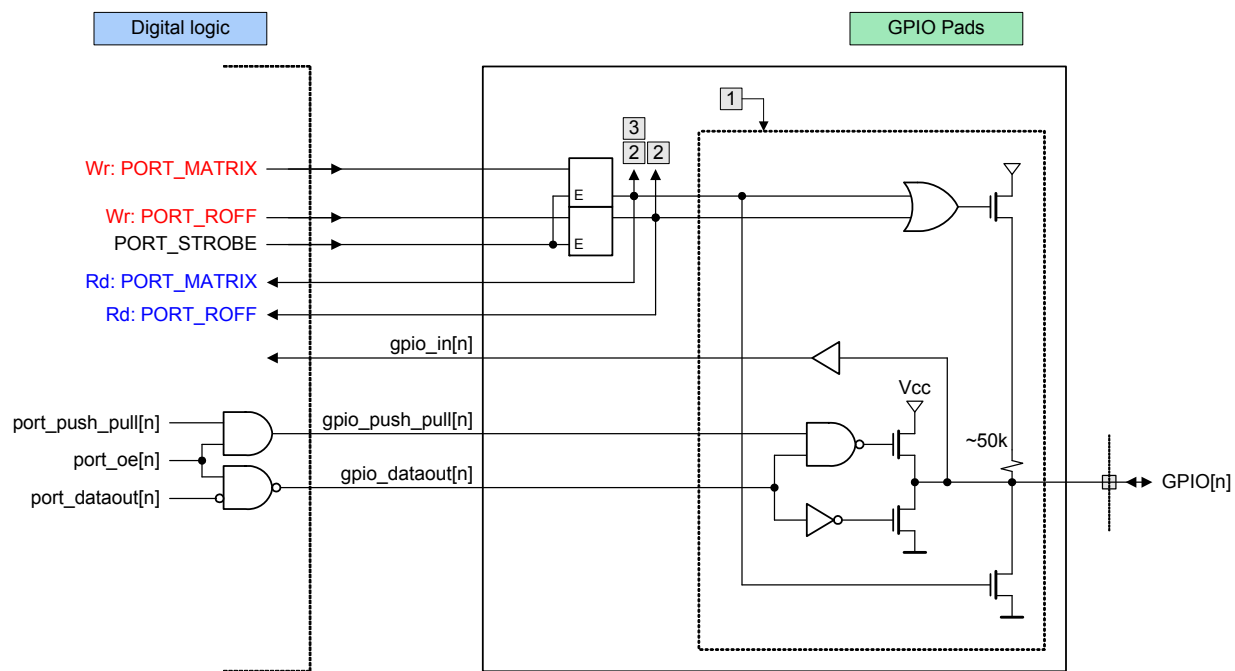 Digital logic
GPIO Pads
1
3
2 2
Wr: PORT_MATRIX
E
Wr: PORT_ROFF
PORT_STROBE
E
Rd: PORT_MATRIX
Rd: PORT_ROFF
gpio_in[n]
Vcc
port_push_pull[n]
gpio_push_pull[n]
~50k
port_oe[n]
gpio_dataout[n]
GPIO[n]
port_dataout[n]